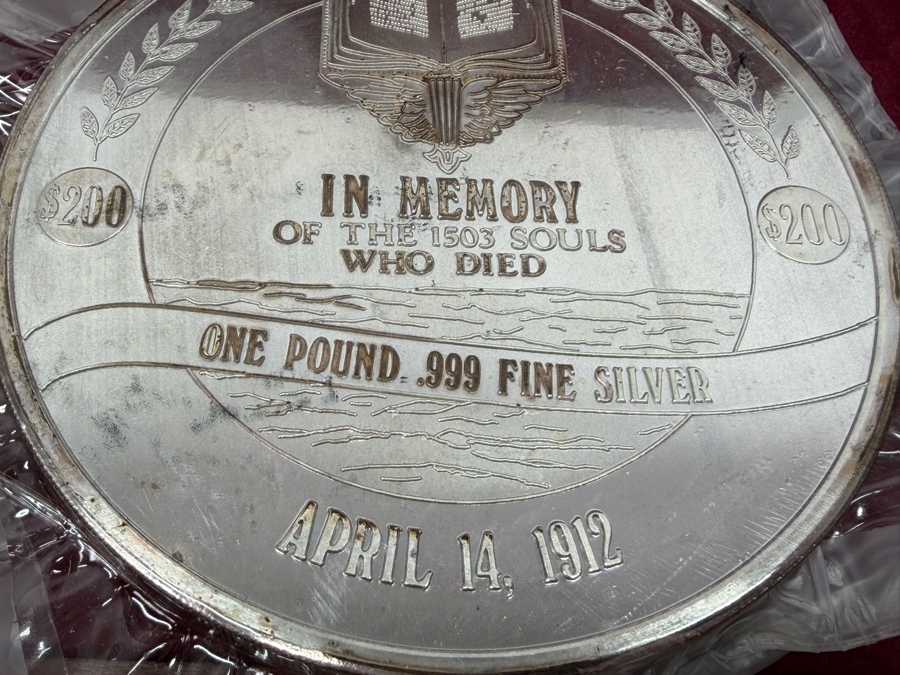 IN MEMORY
$200
$200
OF THE 1503 SOULS
WHO DIED
ONE POUND .999 FINE SILVER
APRIL 14, 1912